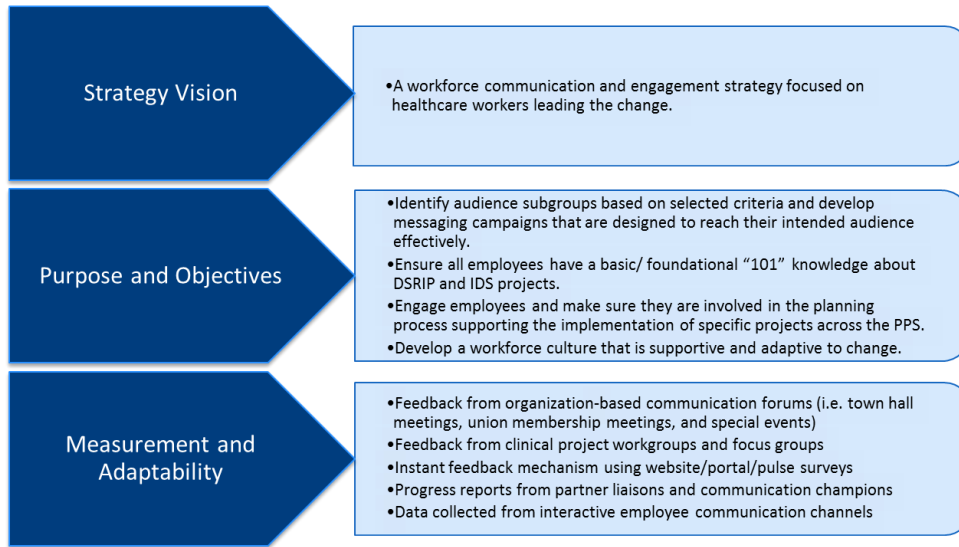 Strategy Vision
•A workforce communication and engagement strategy focused on
healthcare workers leading the change.
Purpose and Objectives
•Identify audience subgroups based on selected criteria and develop
messaging campaigns that are designed to reach their intended audience
effectively.
•Ensure all employees have a basic/ foundational “101” knowledge about
DSRIP and IDS projects.
•Engage employees and make sure they are involved in the planning
process supporting the implementation of specific projects across the PPS.
•Develop a workforce culture that is supportive and adaptive to change.
Measurement and
Adaptability
•Feedback from organization-based communication forums (i.e. town hall
meetings, union membership meetings, and special events)
•Feedback from clinical project workgroups and focus groups
•Instant feedback mechanism using website/portal/pulse surveys
•Progress reports from partner liaisons and communication champions
•Data collected from interactive employee communication channels